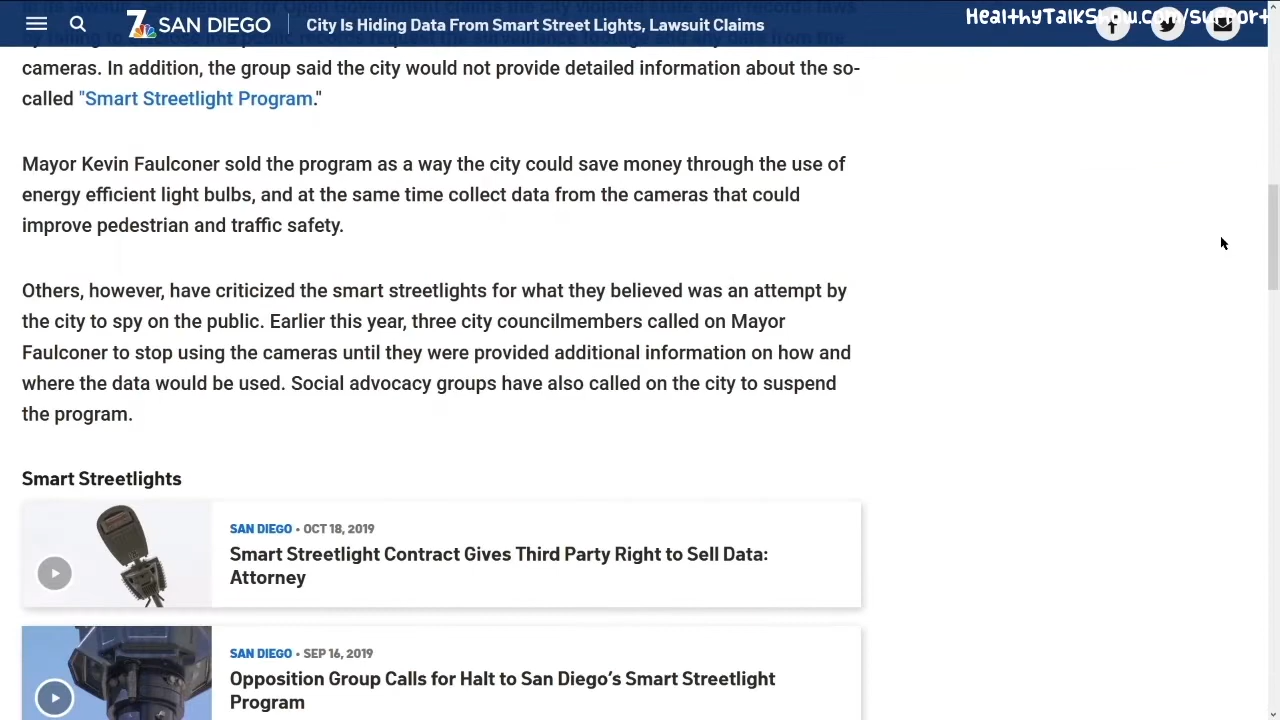 SAN DIEGO
City Is Hiding Data From Smart Street Lights, Lawsuit Claims
HealthyTalkShow.com/support
cameras. In addition, the group said the city would not provide detailed information about the so-
called "Smart Streetlight Program."
Mayor Kevin Faulconer sold the program as a way the city could save money through the use of
energy efficient light bulbs, and at the same time collect data from the cameras that could
improve pedestrian and traffic safety.
Others, however, have criticized the smart streetlights for what they believed was an attempt by
the city to spy on the public. Earlier this year, three city councilmembers called on Mayor
Faulconer to stop using the cameras until they were provided additional information on how and
where the data would be used. Social advocacy groups have also called on the city to suspend
the program.
Smart Streetlights
SAN DIEGO • OCT 18, 2019
Smart Streetlight Contract Gives Third Party Right to Sell Data:
Attorney
SAN DIEGO • SEP 16, 2019
Opposition Group Calls for Halt to San Diego's Smart Streetlight
Program